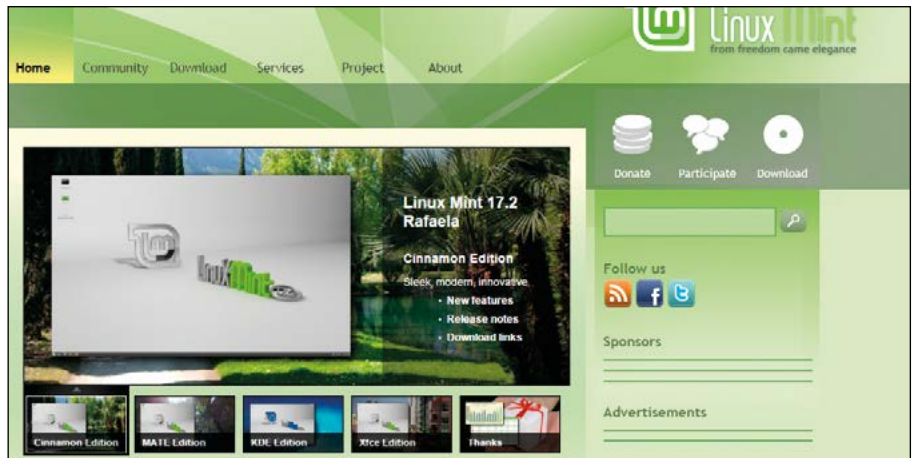 Linux Mint
from freedom came elegance
Home Community Download Services Project About
Donate Participate Download
Linux Mint 17.2
Rafaela
Cinnamon Edition
Sleek, modern, innovative
• New features
• Release notes
• Download links
Follow us
Sponsors
Advertisements
Cinnamon Edition MATE Edition KDE Edition Xfce Edition Thanks